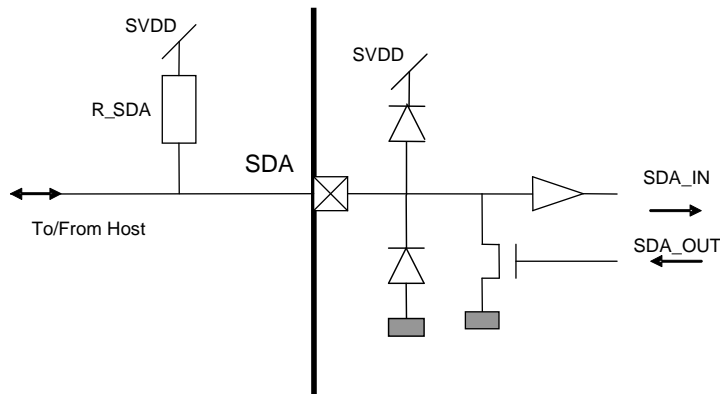 SVDD
SVDD
R_SDA
SDA
SDA_IN
To/From Host
SDA_OUT